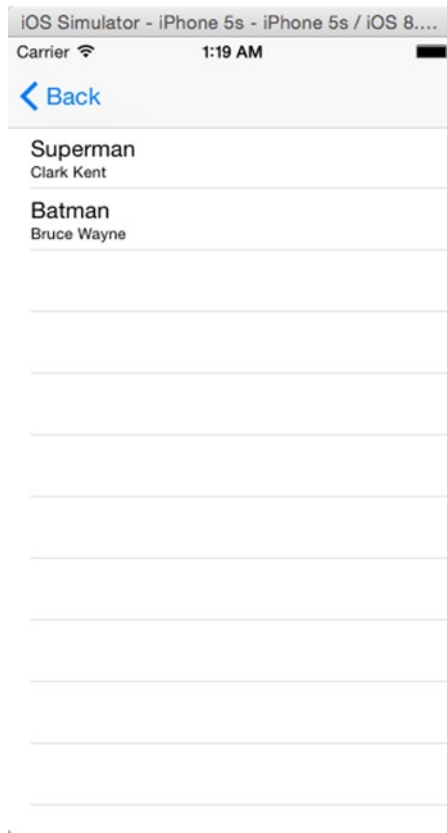 iOS Simulator - iPhone 5s - iPhone 5s / iOS 8....
Carrier 1:19 AM
Back
Superman
Clark Kent
Batman
Bruce Wayne